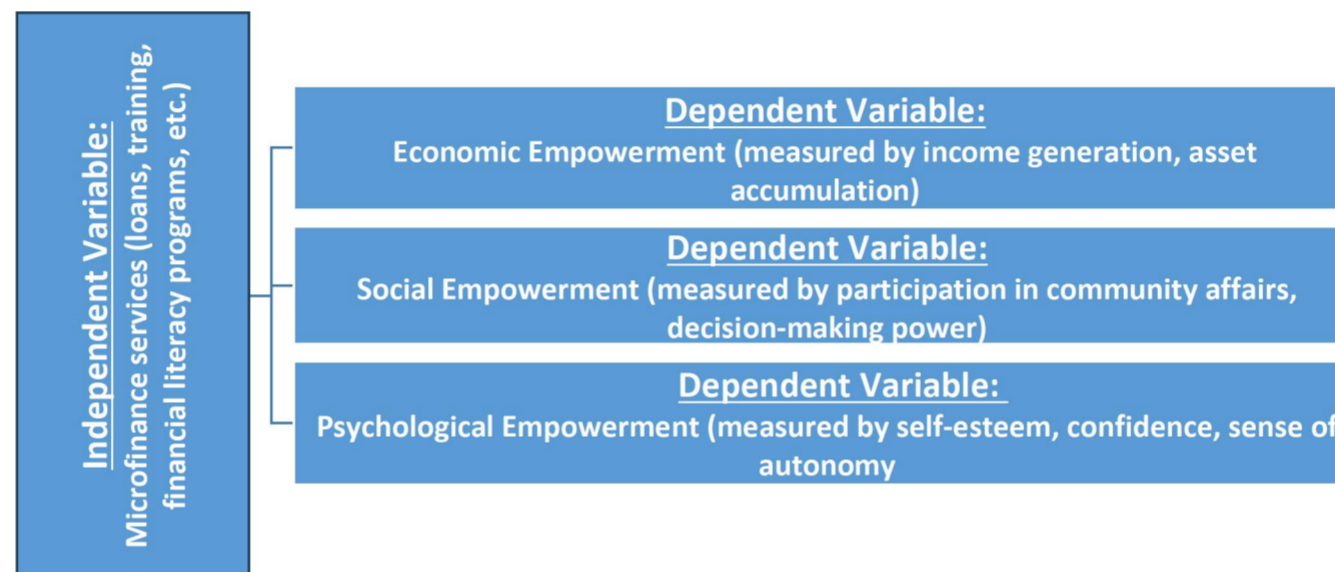 Independent Variable:
Microfinance services (loans, training,
financial literacy programs, etc.)
Dependent Variable:
Economic Empowerment (measured by income generation, asset
accumulation)
Dependent Variable:
Social Empowerment (measured by participation in community affairs,
decision-making power)
Dependent Variable:
Psychological Empowerment (measured by self-esteem, confidence, sense of
autonomy